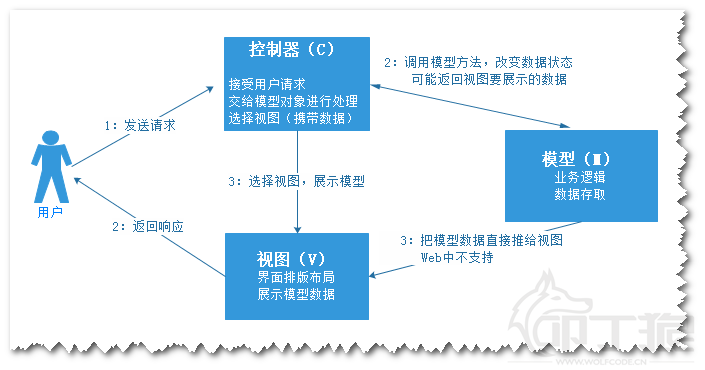 控制器（C）
接受用户请求
交给模型对象进行处理
选择视图（携带数据）
2：调用模型方法，改变数据状态
可能返回视图要展示的数据
1：发送请求
用户
模型（M）
业务逻辑
数据存取
3：选择视图，展示模型
2：返回响应
3：把模型数据直接推给视图
Web中不支持
视图（V）
界面排版布局
展示模型数据
WWW.WOLFCODE.CN